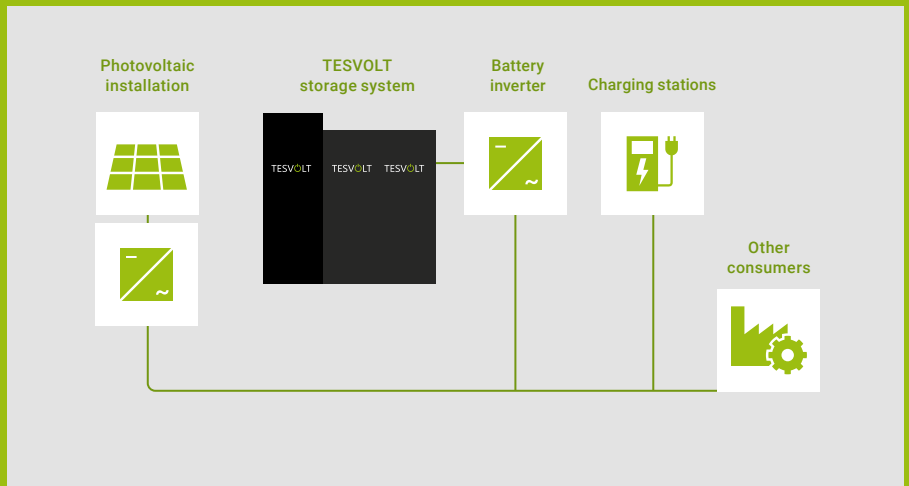 Photovoltaic
installation
TESVOLT
storage system
Battery
inverter
Charging stations
TESVOLT
TESVOLT
TESVOLT
Other
consumers